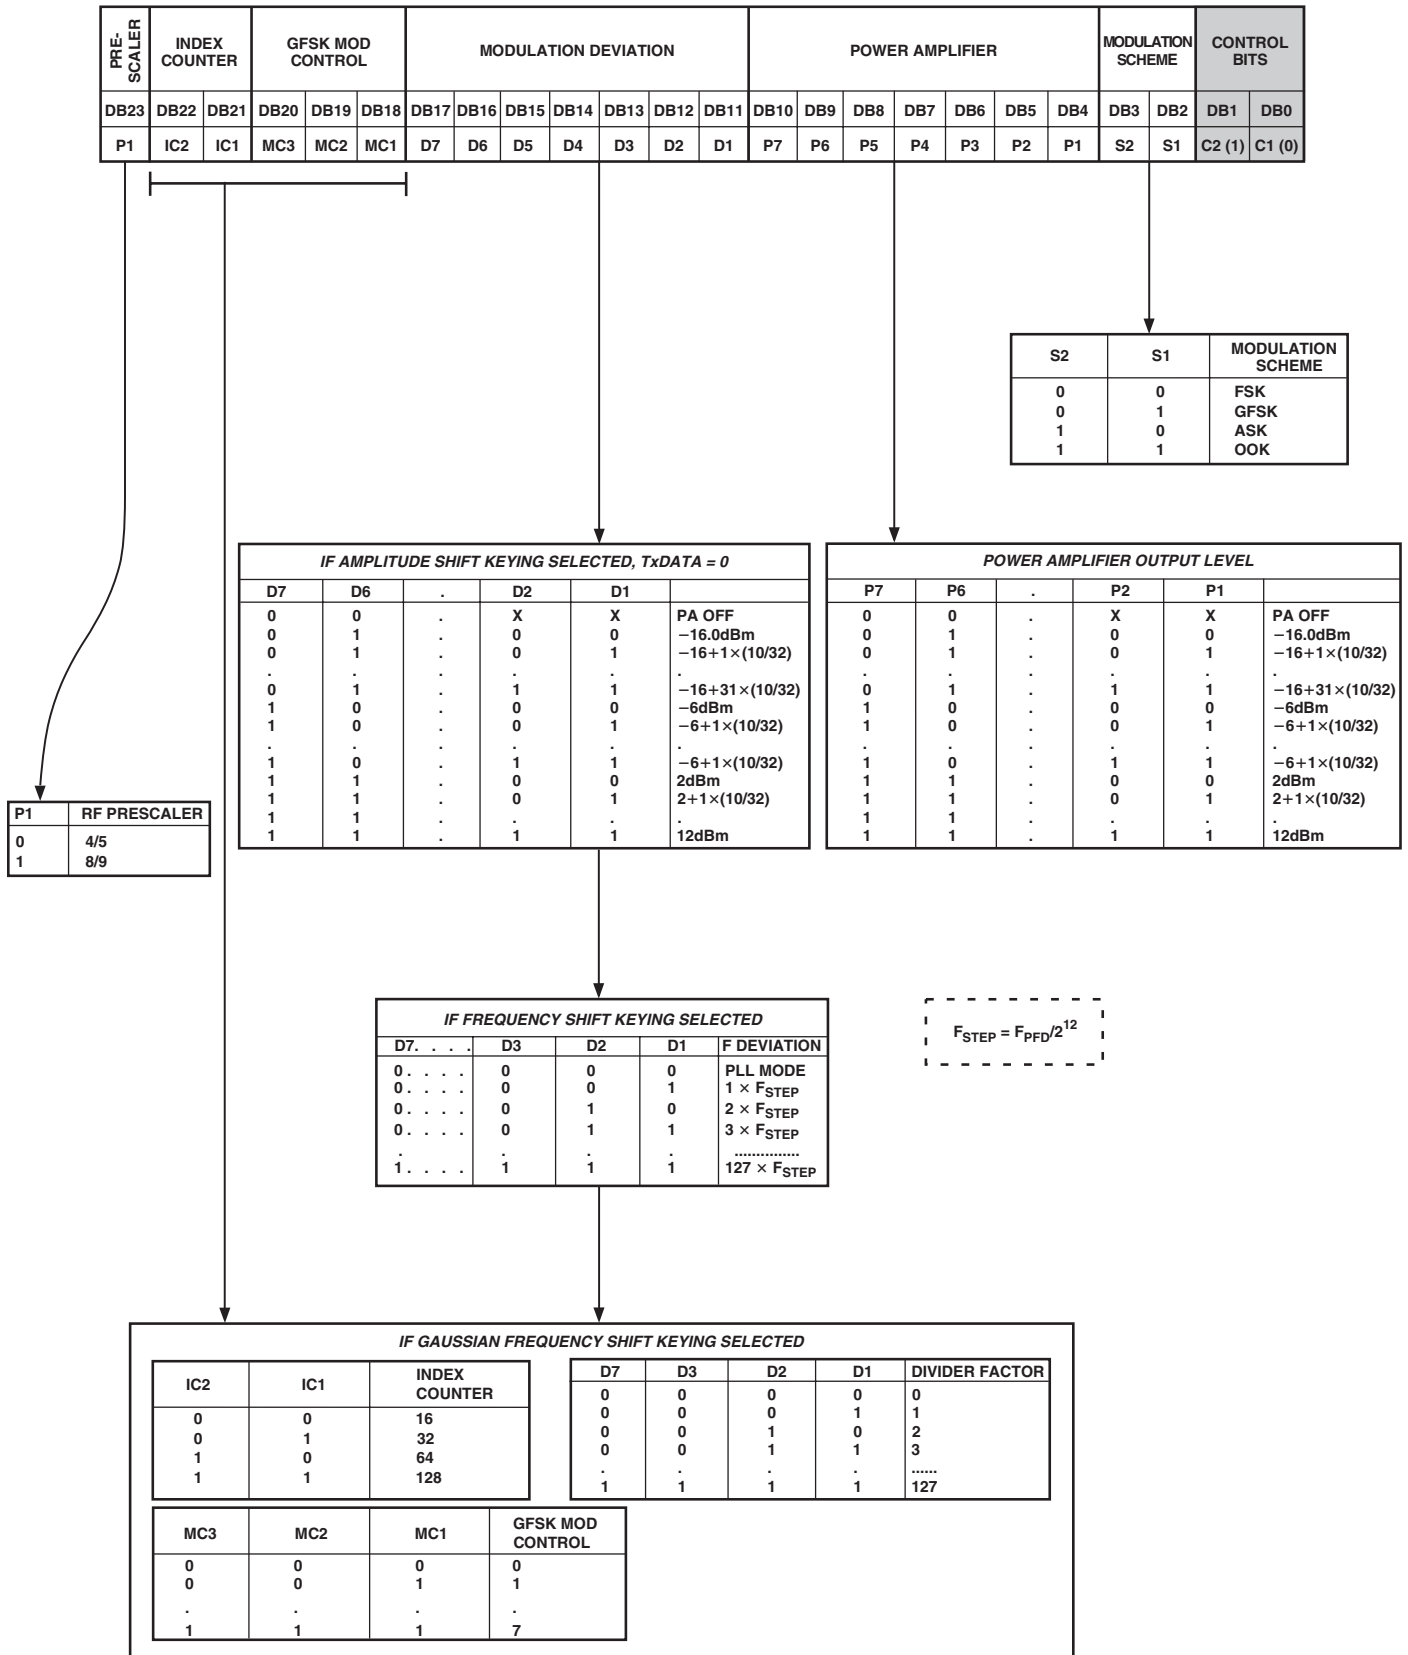 PRE-SCALER INDEX COUNTER GFSK MOD CONTROL MODULATION DEVIATION POWER AMPLIFIER MODULATION SCHEME CONTROL BITS
DB23 DB22 DB21 DB20 DB19 DB18 DB17 DB16 DB15 DB14 DB13 DB12 DB11 DB10 DB9 DB8 DB7 DB6 DB5 DB4 DB3 DB2 DB1 DB0
P1 IC2 IC1 MC3 MC2 MC1 D7 D6 D5 D4 D3 D2 D1 P7 P6 P5 P4 P3 P2 P1 S2 S1 C2 (1) C1 (0)
S2 S1 MODULATION SCHEME
0 0 FSK
0 1 GFSK
1 0 ASK
1 1 OOK
IF AMPLITUDE SHIFT KEYING SELECTED, TxDATA = 0
D7 D6 . D2 D1
0 0 . X X PA OFF
0 1 . 0 0 −16.0dBm
0 1 . 0 1 −16+1×(10/32)
. . . . . .
0 1 . 1 1 −16+31×(10/32)
1 0 . 0 0 −6dBm
1 0 . 0 1 −6+1×(10/32)
. . . . . .
1 0 . 1 1 −6+1×(10/32)
1 1 . 0 0 2dBm
1 1 . 0 1 2+1×(10/32)
1 1 . . . .
1 1 . 1 1 12dBm
POWER AMPLIFIER OUTPUT LEVEL
P7 P6 . P2 P1
0 0 . X X PA OFF
0 1 . 0 0 −16.0dBm
0 1 . 0 1 −16+1×(10/32)
. . . . . .
0 1 . 1 1 −16+31×(10/32)
1 0 . 0 0 −6dBm
1 0 . 0 1 −6+1×(10/32)
. . . . . .
1 0 . 1 1 −6+1×(10/32)
1 1 . 0 0 2dBm
1 1 . 0 1 2+1×(10/32)
1 1 . . . .
1 1 . 1 1 12dBm
P1 RF PRESCALER
0 4/5
1 8/9
IF FREQUENCY SHIFT KEYING SELECTED
D7. . . . D3 D2 D1 F DEVIATION
0. . . . 0 0 0 PLL MODE
0. . . . 0 0 1 1 × FSTEP
0. . . . 0 1 0 2 × FSTEP
0. . . . 0 1 1 3 × FSTEP
. . . . ...............
1. . . . 1 1 1 127 × FSTEP
FSTEP = FPFD/2^12
IF GAUSSIAN FREQUENCY SHIFT KEYING SELECTED
IC2 IC1 INDEX COUNTER
0 0 16
0 1 32
1 0 64
1 1 128
D7 D3 D2 D1 DIVIDER FACTOR
0 0 0 0 0
0 0 0 1 1
0 0 1 0 2
0 0 1 1 3
. . . . ......
1 1 1 1 127
MC3 MC2 MC1 GFSK MOD CONTROL
0 0 0 0
0 0 1 1
. . . .
1 1 1 7